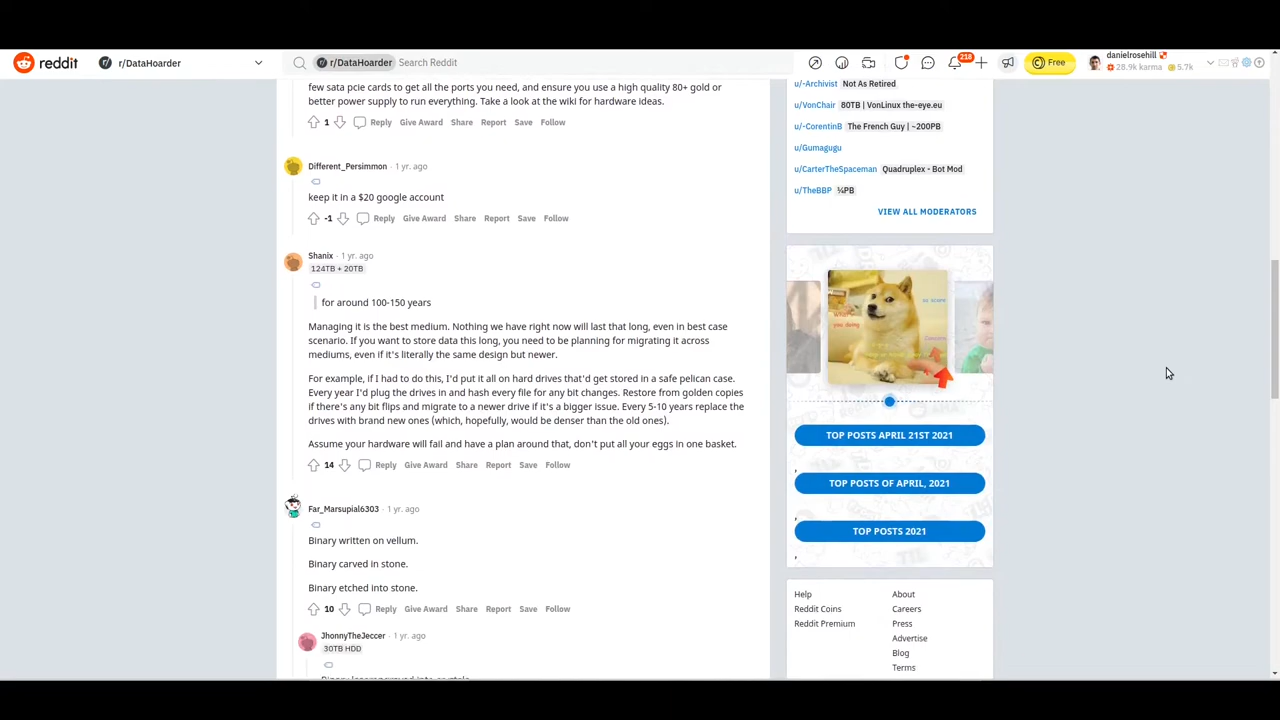 reddit
r/DataHoarder
r/DataHoarder Search Reddit
218
Free
danielrosehill
28.9k karma 5.7k
few sata pcie cards to get all the ports you need, and ensure you use a high quality 80+ gold or
better power supply to run everything. Take a look at the wiki for hardware ideas.
1 Reply Give Award Share Report Save Follow
Different_Persimmon · 1 yr. ago
keep it in a $20 google account
-1 Reply Give Award Share Report Save Follow
Shanix · 1 yr. ago
124TB + 20TB
for around 100-150 years
Managing it is the best medium. Nothing we have right now will last that long, even in best case
scenario. If you want to store data this long, you need to be planning for migrating it across
mediums, even if it's literally the same design but newer.
For example, if I had to do this, I'd put it all on hard drives that'd get stored in a safe pelican case.
Every year I'd plug the drives in and hash every file for any bit changes. Restore from golden copies
if there's any bit flips and migrate to a newer drive if it's a bigger issue. Every 5-10 years replace the
drives with brand new ones (which, hopefully, would be denser than the old ones).
Assume your hardware will fail and have a plan around that, don't put all your eggs in one basket.
14 Reply Give Award Share Report Save Follow
Far_Marsupial6303 · 1 yr. ago
Binary written on vellum.
Binary carved in stone.
Binary etched into stone.
10 Reply Give Award Share Report Save Follow
JhonnyTheJeccer · 1 yr. ago
30TB HDD
u/-Archivist Not As Retired
u/VonChair 80TB | VonLinux the-eye.eu
u/-CorentinB The French Guy | ~200PB
u/Gumagugu
u/CarterTheSpaceman Quadruplex - Bot Mod
u/TheBBP ¼PB
VIEW ALL MODERATORS
so scare
what r
you doing
TOP POSTS APRIL 21ST 2021
,
TOP POSTS OF APRIL, 2021
,
TOP POSTS 2021
,
Help About
Reddit Coins Careers
Reddit Premium Press
Advertise
Blog
Terms